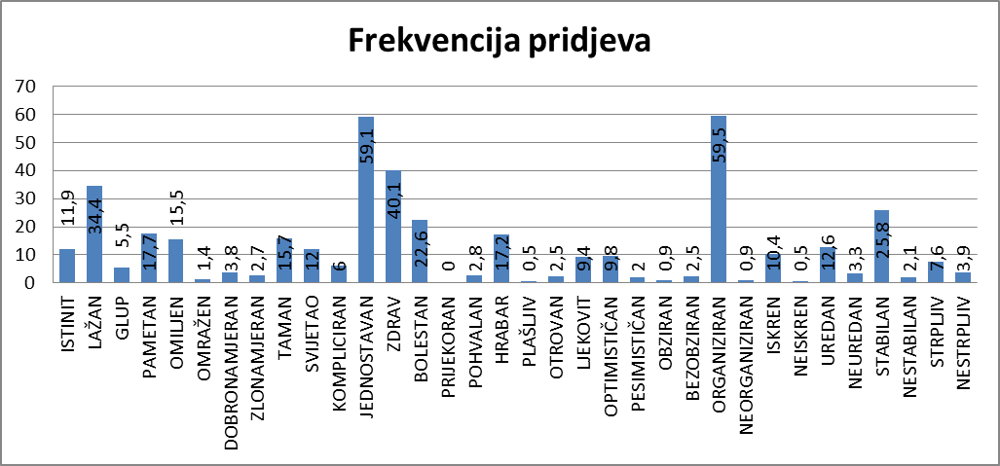 Frekvencija pridjeva
70
60
50
40
30
20
10
0
11,9
34,4
5,5
17,7
15,5
1,4
3,8
2,7
15,7
12
6
59,1
40,1
22,6
0
2,8
17,2
0,5
2,5
9,4
9,8
2
0,9
2,5
59,5
0,9
10,4
0,5
12,6
3,3
25,8
2,1
7,6
3,9
ISTINIT
LAŽAN
GLUP
PAMETAN
OMILJEN
OMRAŽEN
DOBRONAMJERAN
ZLONAMJERAN
TAMAN
SVIJETAO
KOMPLICIRAN
JEDNOSTAVAN
ZDRAV
BOLESTAN
PRIJEKORAN
POHVALAN
HRABAR
PLAŠLJIV
OTROVAN
LJEKOVIT
OPTIMISTIČAN
PESIMISTIČAN
OBZIRAN
BEZOBZIRAN
ORGANIZIRAN
NEORGANIZIRAN
ISKREN
NEISKREN
UREDAN
NEUREDAN
STABILAN
NESTABILAN
STRPLJIV
NESTRPLJIV